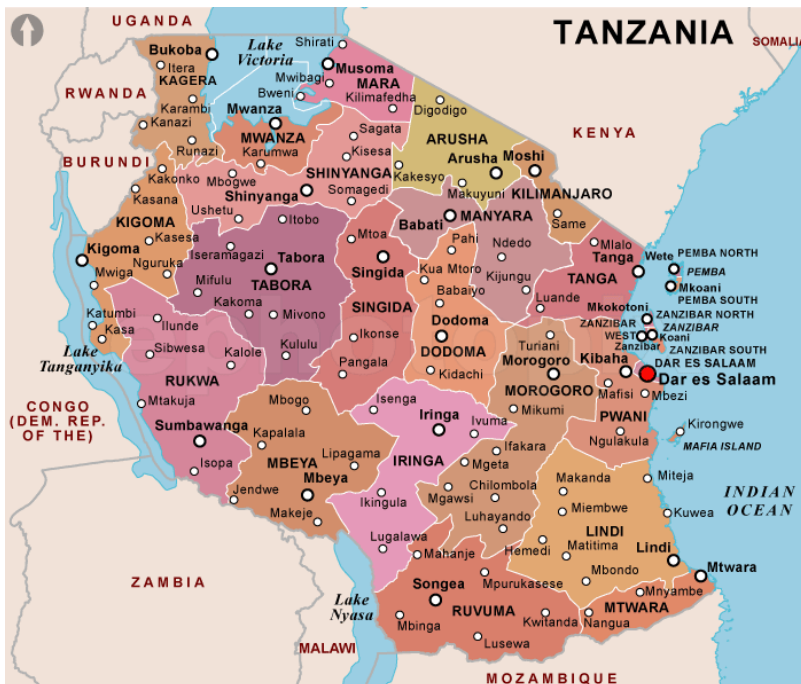 UGANDA
TANZANIA
SOMALIA
Bukoba
Lake
Victoria
Shirati
Itera
KAGERA
Musoma
Mwibagi
MARA
Bweni
Kilimafedha
RWANDA
Karambi
Mwanza
Digodigo
KENYA
Kanazi
MWANZA
Sagata
ARUSHA
Runazi
Karumwa
Kisesa
BURUNDI
Kakonko
Mbogwe
SHINYANGA
Kakesyo
Arusha
Moshi
Kasana
Shinyanga
Somagedi
Makuyuni
KILIMANJARO
KIGOMA
Ushetu
Itobo
Babati
MANYARA
Same
Kasesa
Iseramagazi
Mtoa
Pahi
Ndedo
Mlalo
Kigoma
Nguruka
Tabora
Singida
Kua Mtoro
Kijungu
Tanga
Wete
PEMBA NORTH
Mwiga
Mifulu
TABORA
Babaiyo
TANGA
PEMBA
Mkoani
PEMBA SOUTH
Katumbi
Kakoma
Mivono
SINGIDA
Luande
Mkokotoni
ZANZIBAR NORTH
Kasa
Ilunde
Dodoma
Turiani
ZANZIBAR
WEST
ZANZIBAR
Koani
Zanzibar
ZANZIBAR SOUTH
Lake
Tanganyika
Sibwesa
Kalole
Kululu
Ikonse
DODOMA
Morogoro
Kibaha
DAR ES SALAAM
Dar es Salaam
RUKWA
Pangala
Kidachi
MOROGORO
Mafisi
Mbezi
CONGO
(DEM. REP.
OF THE)
Mtakuja
Mbogo
Isenga
Iringa
Mikumi
PWANI
Kirongwe
Sumbawanga
Kapalala
Ivuma
Ngulakula
MAFIA ISLAND
MBEYA
Lipagama
IRINGA
Ifakara
Isopa
Mbeya
Mgeta
Miteja
Jendwe
Ikingula
Mgawsi
Chilombola
Makanda
INDIAN
OCEAN
Makeje
Luhayando
Miembwe
Kuwea
Lugalawa
Mahanje
Hemedi
LINDI
Matitima
Lindi
ZAMBIA
Mpurukasese
Mbondo
Mtwara
Lake
Nyasa
Songea
RUVUMA
Mnyambe
MTWARA
Mbinga
Kwitanda
Nangua
MALAWI
Lusewa
MOZAMBIQUE